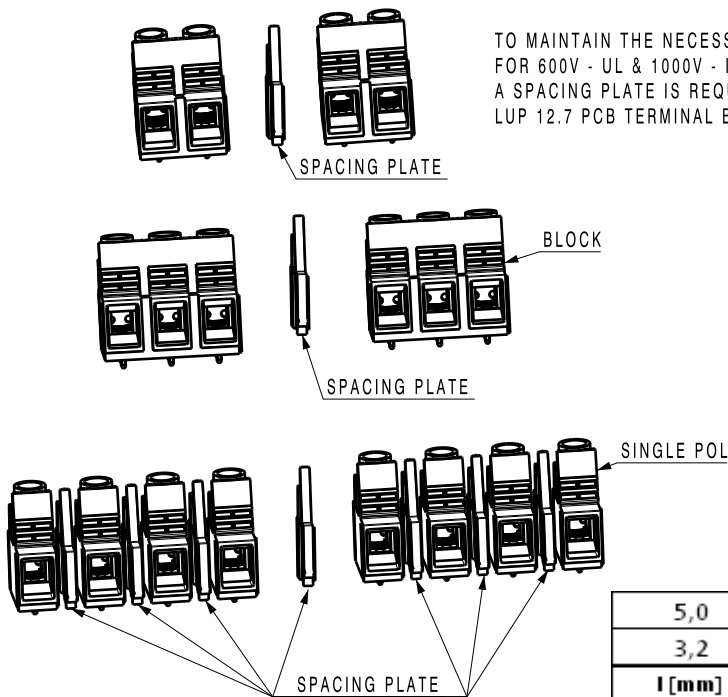 TO MAINTAIN THE NECESS
FOR 600V - UL & 1000V -
A SPACING PLATE IS REQU
LUP 12.7 PCB TERMINAL
SPACING PLATE
BLOCK
SPACING PLATE
SINGLE POL
SPACING PLATE
5,0
3,2
l [mm]